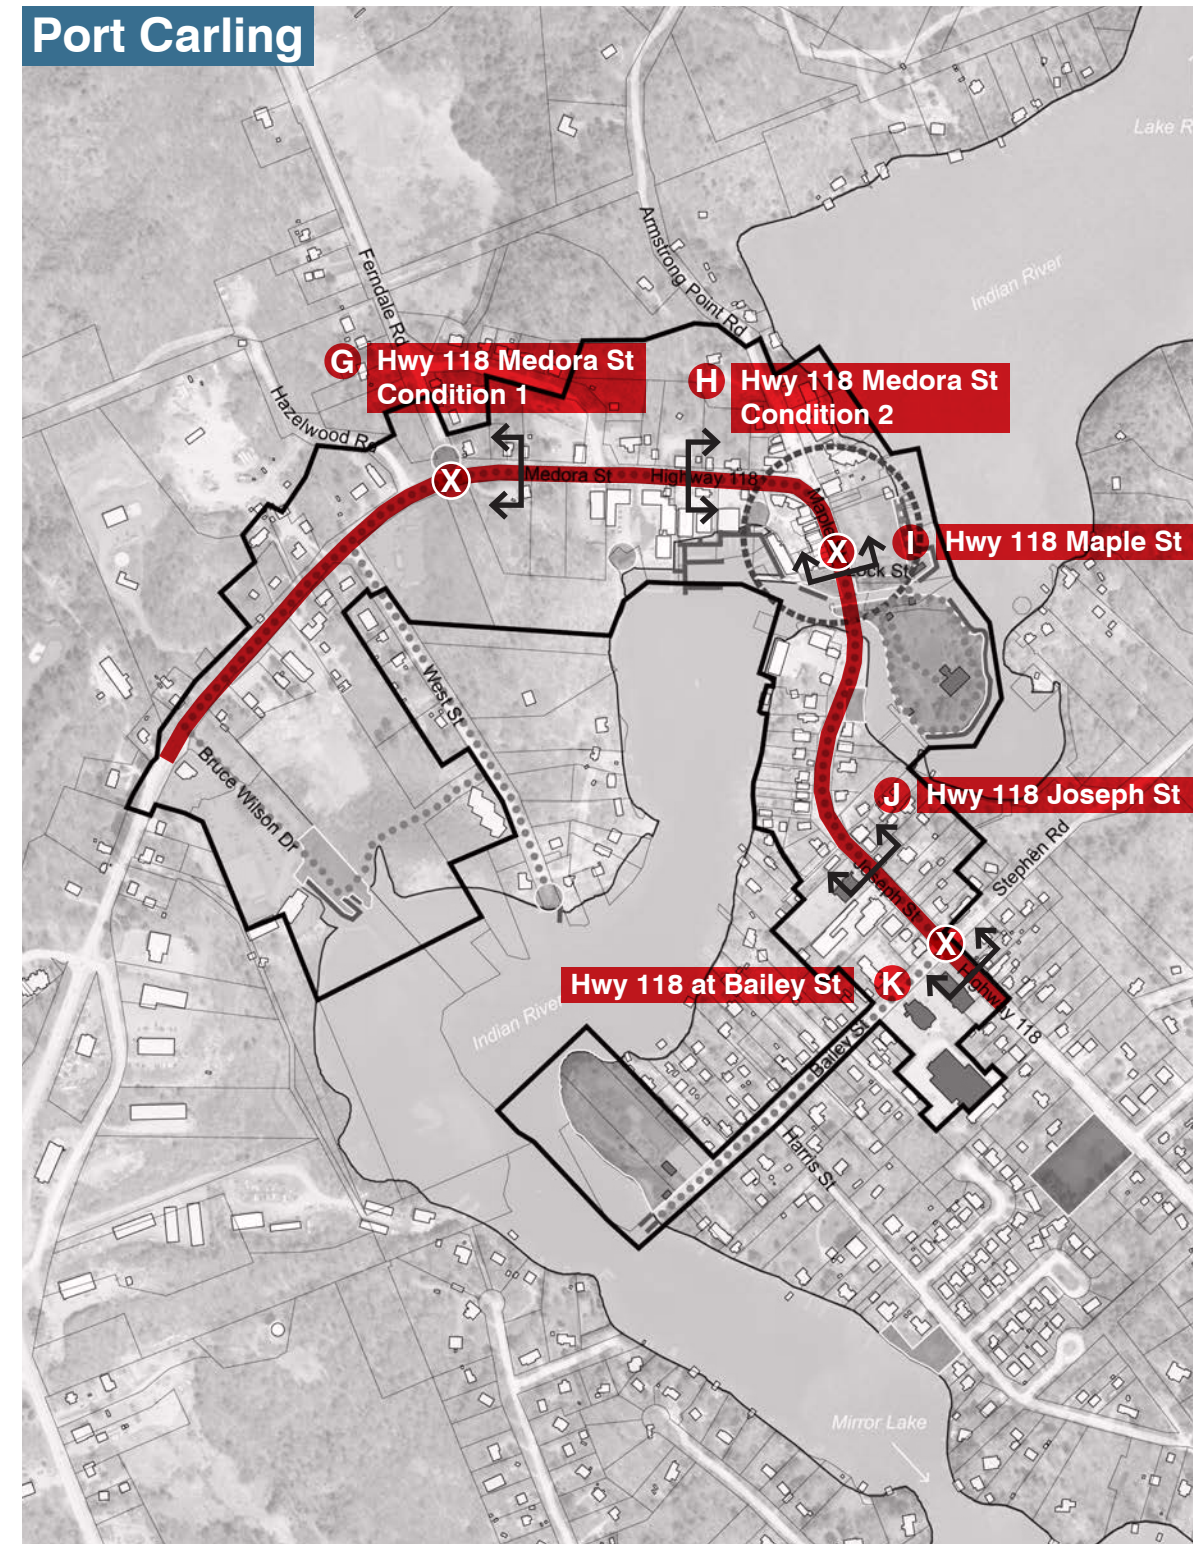 Port Carling
Lake R
Indian River
Armstrong Point Rd
Ferndale Rd
G
Hwy 118 Medora St
Condition 1
H
Hwy 118 Medora St
Condition 2
Hazelwood R
Medora St
Highway 118
X
Maple
X
I
Hwy 118 Maple St
Lock St
West St
Bruce Wilson Dr
J
Hwy 118 Joseph St
Stephen Rd
Joseph St
X
Hwy 118 at Bailey St
K
Highway 118
Indian River
Bailey St
Harris St
Mirror Lake